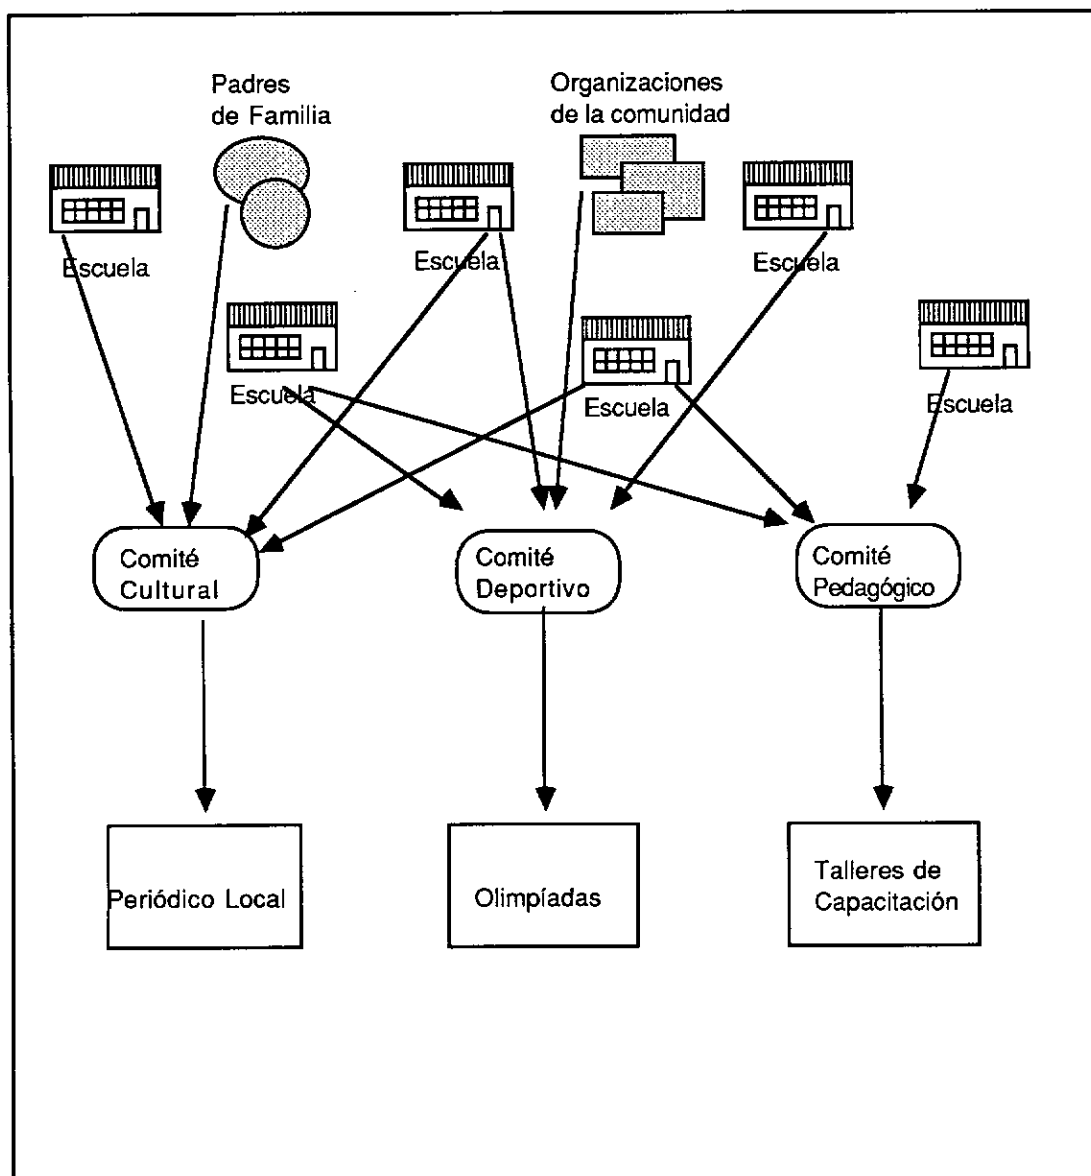 Padres
de Familia
Organizaciones
de la comunidad
Escuela
Escuela
Escuela
Escuela
Escuela
Escuela
Comité
Cultural
Comité
Deportivo
Comité
Pedagógico
Periódico Local
Olimpíadas
Talleres de
Capacitación